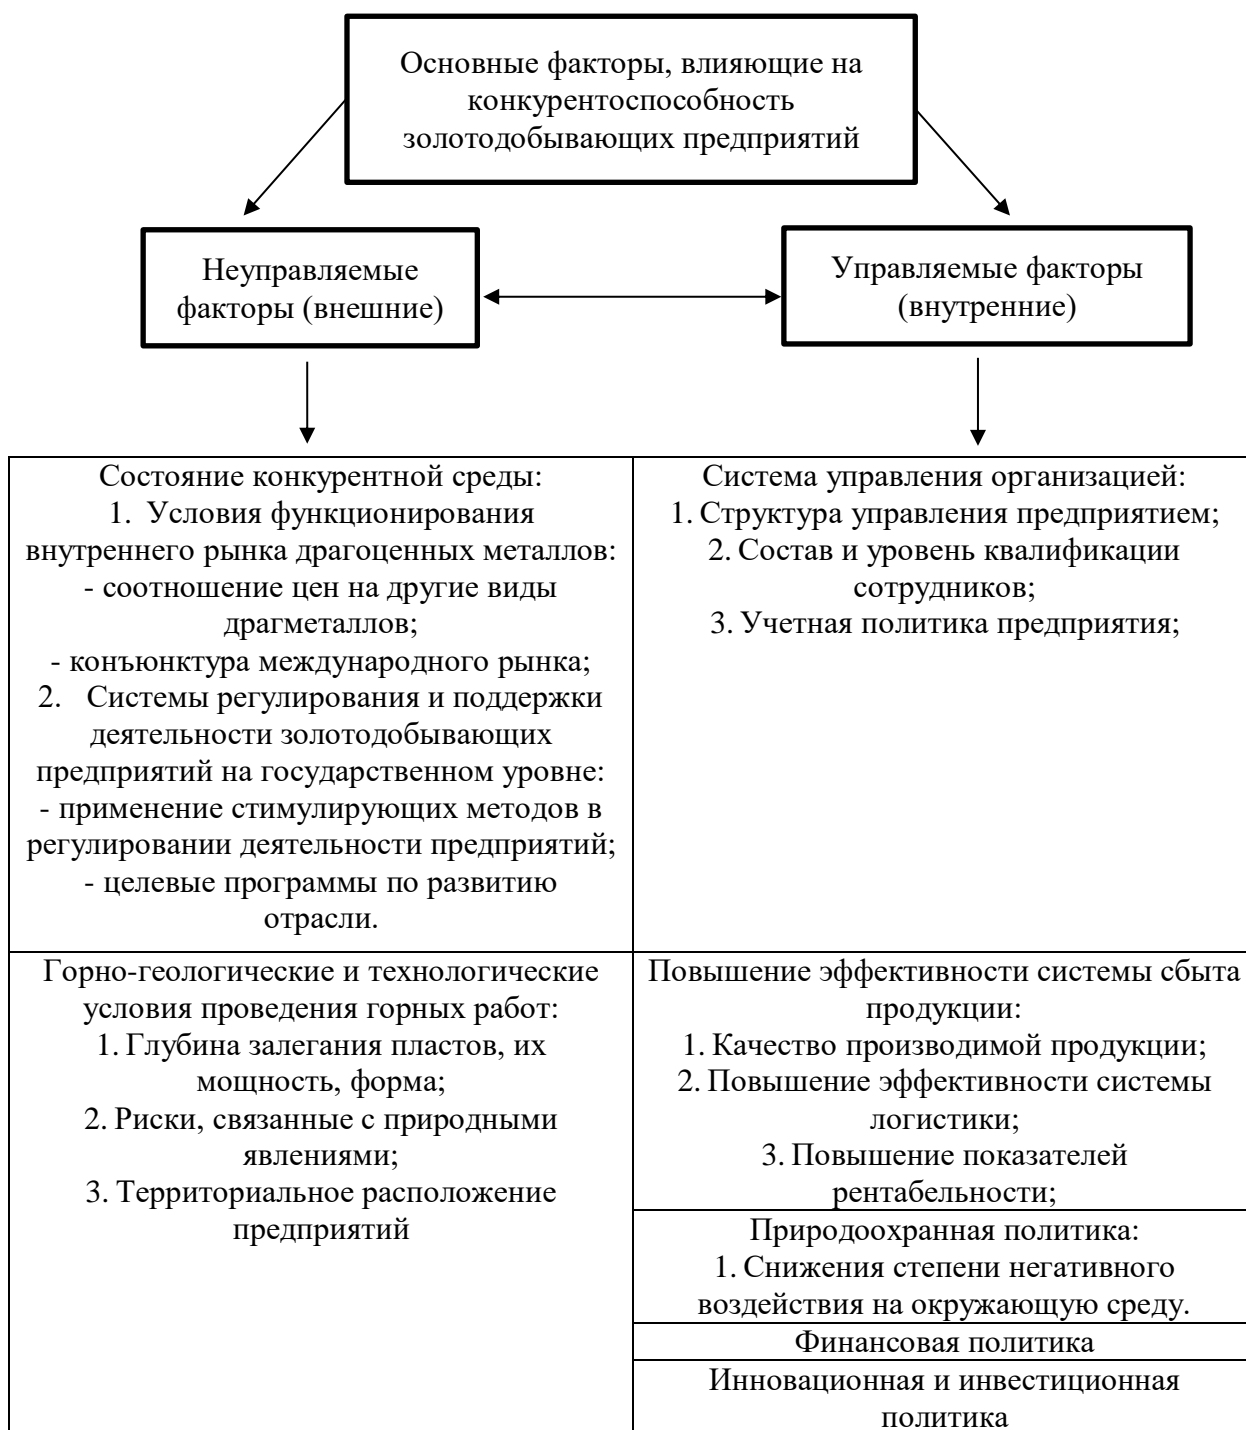 Основные факторы, влияющие на
конкурентоспособность
золотодобывающих предприятий
Неуправляемые
факторы (внешние)
Управляемые факторы
(внутренние)
Состояние конкурентной среды:
1. Условия функционирования
внутреннего рынка драгоценных металлов:
- соотношение цен на другие виды
драгметаллов;
- конъюнктура международного рынка;
2. Системы регулирования и поддержки
деятельности золотодобывающих
предприятий на государственном уровне:
- применение стимулирующих методов в
регулировании деятельности предприятий;
- целевые программы по развитию
отрасли.
Система управления организацией:
1. Структура управления предприятием;
2. Состав и уровень квалификации
сотрудников;
3. Учетная политика предприятия;
Горно-геологические и технологические
условия проведения горных работ:
1. Глубина залегания пластов, их
мощность, форма;
2. Риски, связанные с природными
явлениями;
3. Территориальное расположение
предприятий
Повышение эффективности системы сбыта
продукции:
1. Качество производимой продукции;
2. Повышение эффективности системы
логистики;
3. Повышение показателей
рентабельности;
Природоохранная политика:
1. Снижения степени негативного
воздействия на окружающую среду.
Финансовая политика
Инновационная и инвестиционная
политика